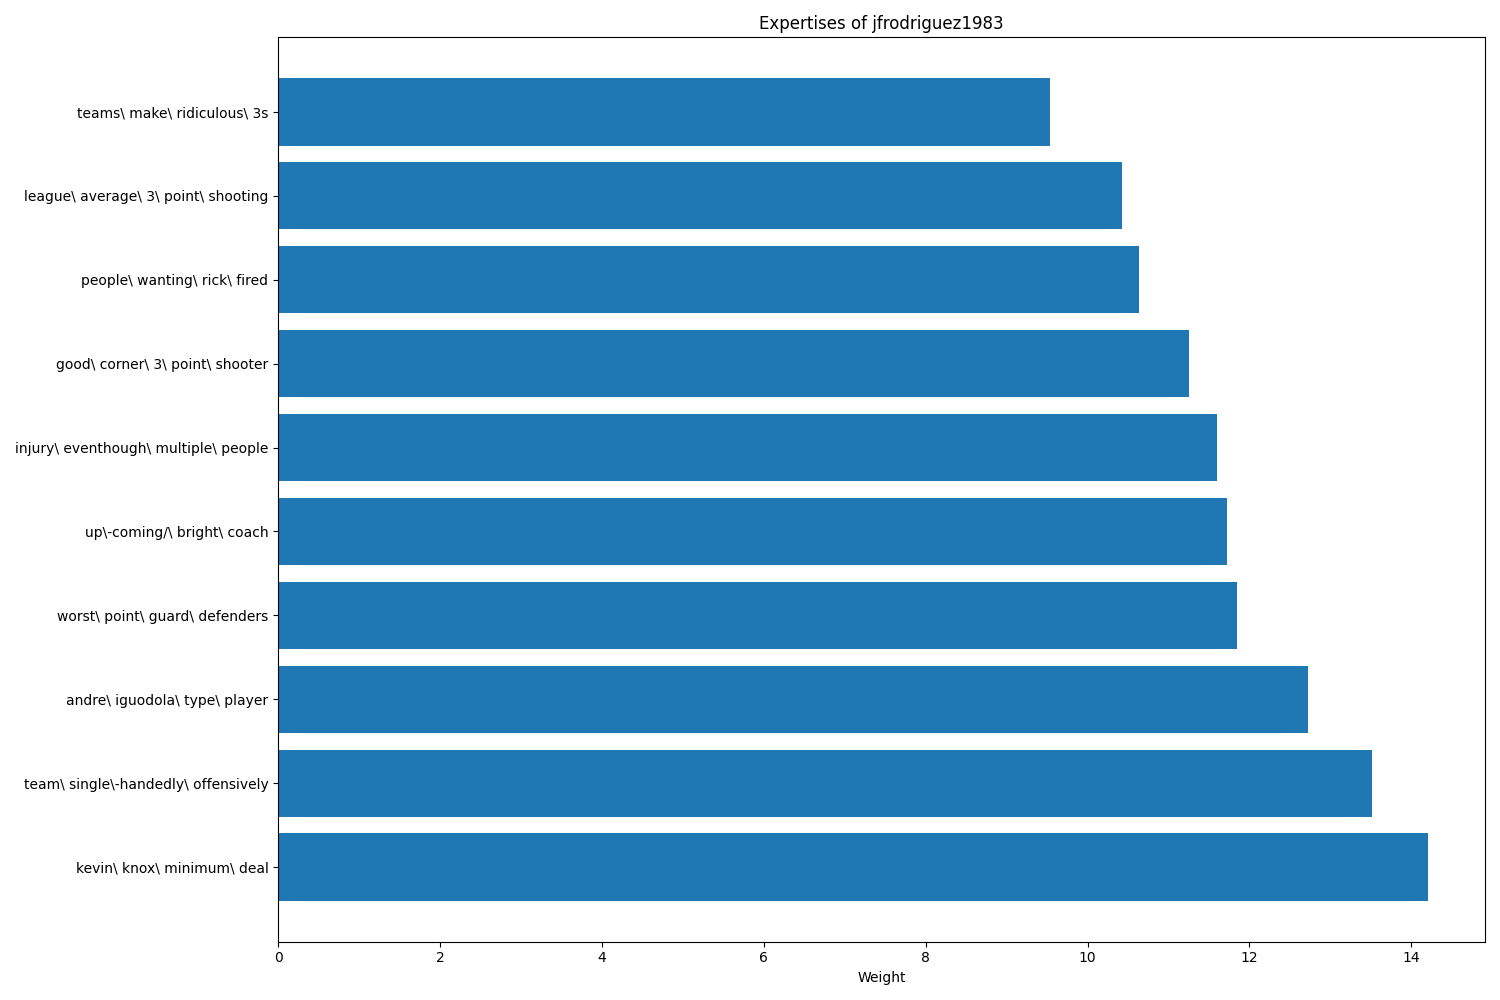 Expertises of jfrodriguez1983
teams\ make\ ridiculous\ 3s
league\ average\ 3\ point\ shooting
people\ wanting\ rick\ fired
good\ corner\ 3\ point\ shooter
injury\ eventhough\ multiple\ people
up\-coming/\ bright\ coach
worst\ point\ guard\ defenders
andre\ iguodola\ type\ player
team\ single\-handedly\ offensively
kevin\ knox\ minimum\ deal
0 2 4 6 8 10 12 14
Weight